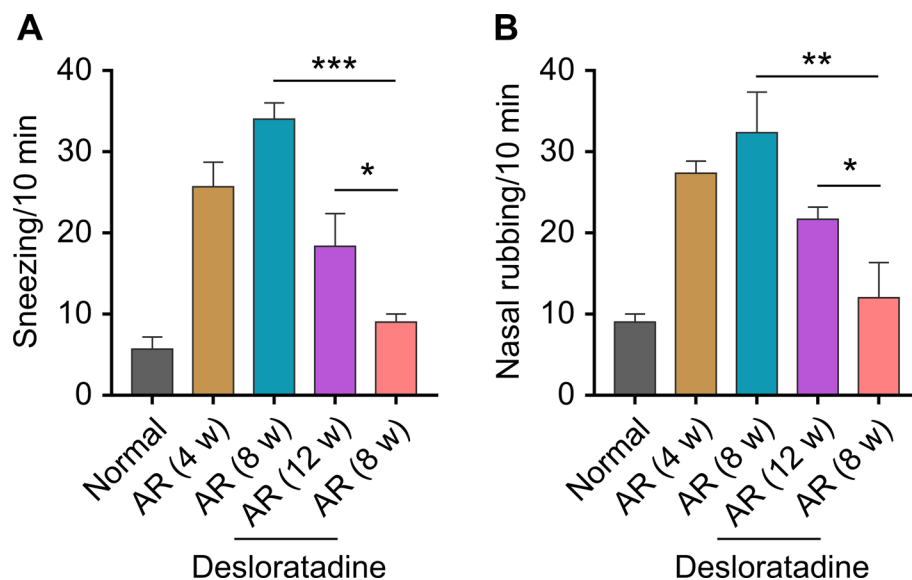 A
Sneezing/10 min
40
30
20
10
0
***
*
Normal
AR (4 w)
AR (8 w)
AR (12 w)
AR (8 w)
Desloratadine
B
Nasal rubbing/10 min
40
30
20
10
0
**
*
Normal
AR (4 w)
AR (8 w)
AR (12 w)
AR (8 w)
Desloratadine